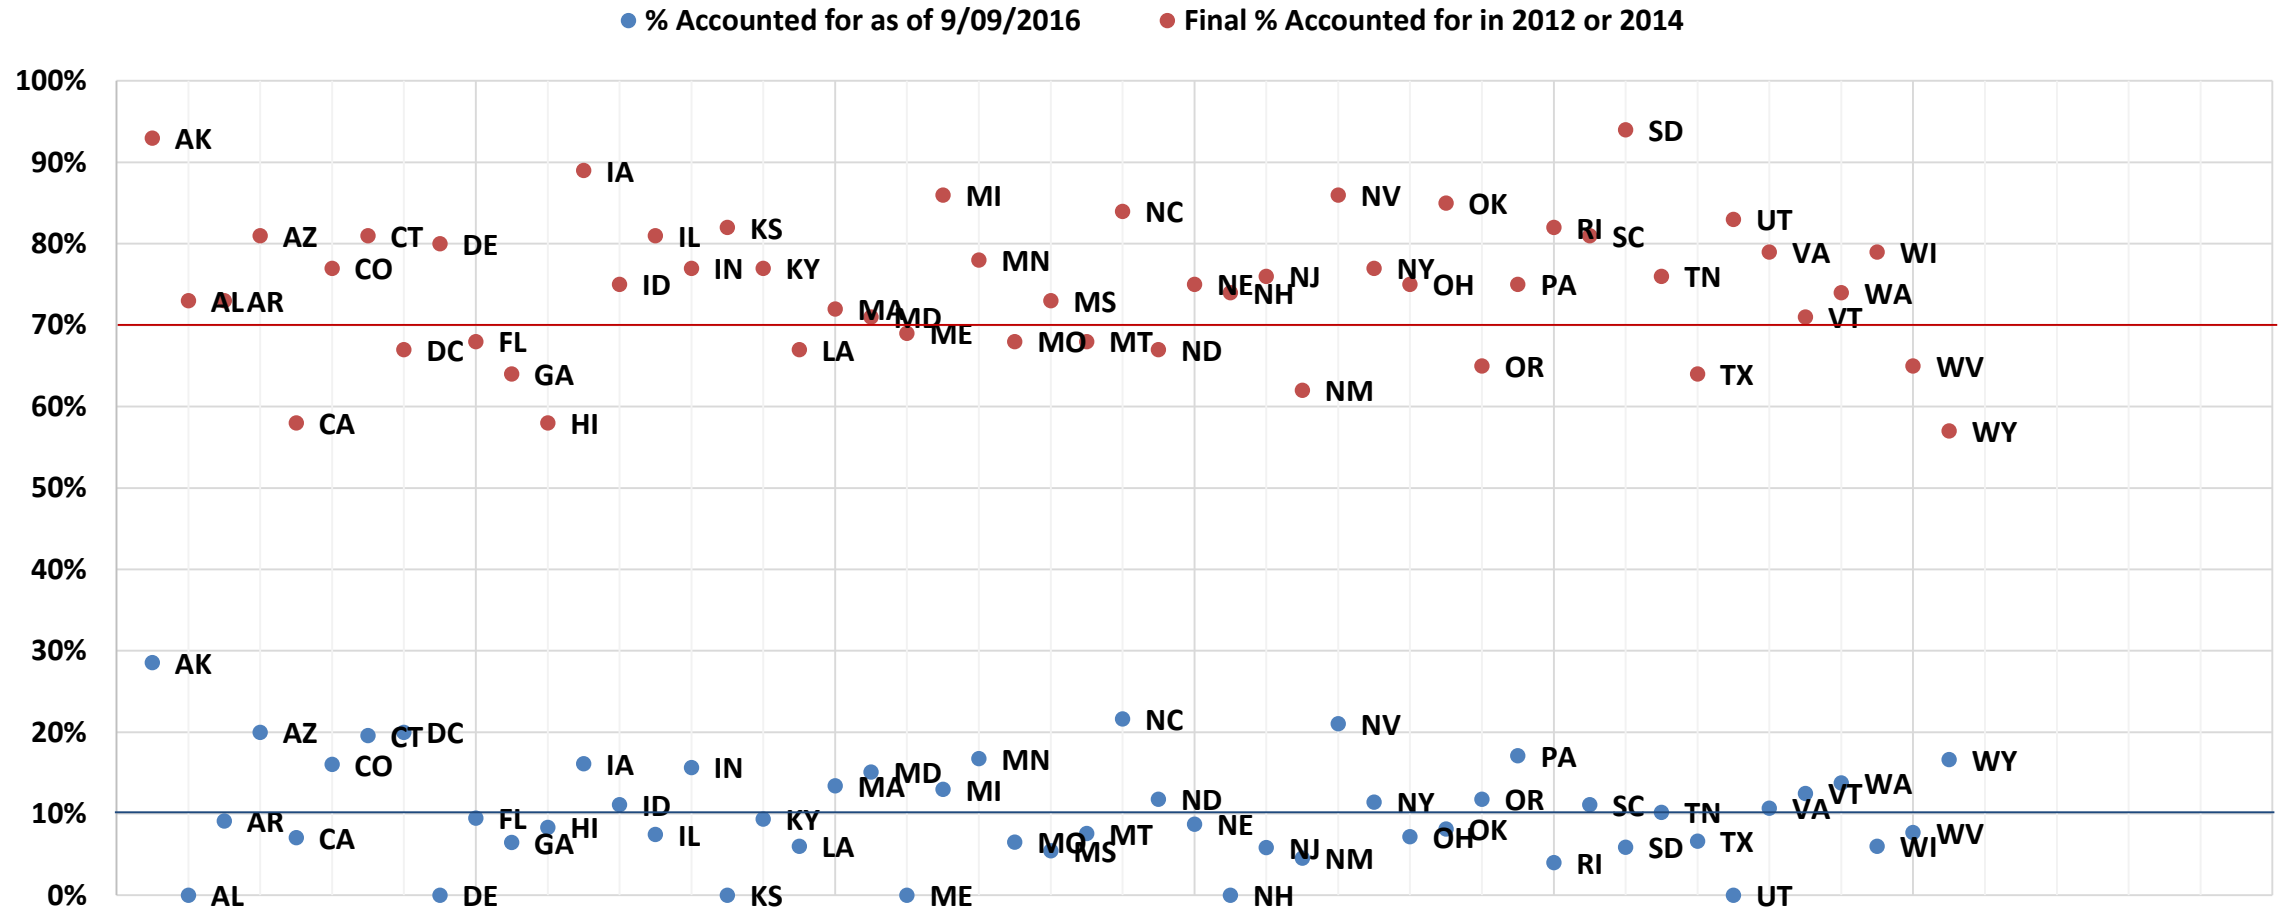 % Accounted for as of 9/09/2016 Final % Accounted for in 2012 or 2014
100%
SD
AK
90%
IA
MI NV
OK
NC
UT
KS RI
AZ CT IL SC
80% DE
VA WI
MN
CO IN KY NY
NJ TN
ID NE OH PA
NH WA
AL AR MS
MA
MD VT
70%
ME
FL MO MT
DC LA ND
OR WV
GA TX
NM
60%
CA HI
WY
50%
40%
30%
AK
NC
NV
20% AZ CT DC
PA
MN WY
CO IA IN
MD
MA MI VT WA
ID ND OR
NY SC
10% TN VA
AR FL KY
HI NE OK
CA IL MT OH WV
GA MO TX
LA MS NJ SD WI
NM
RI
0% AL DE KS ME NH UT